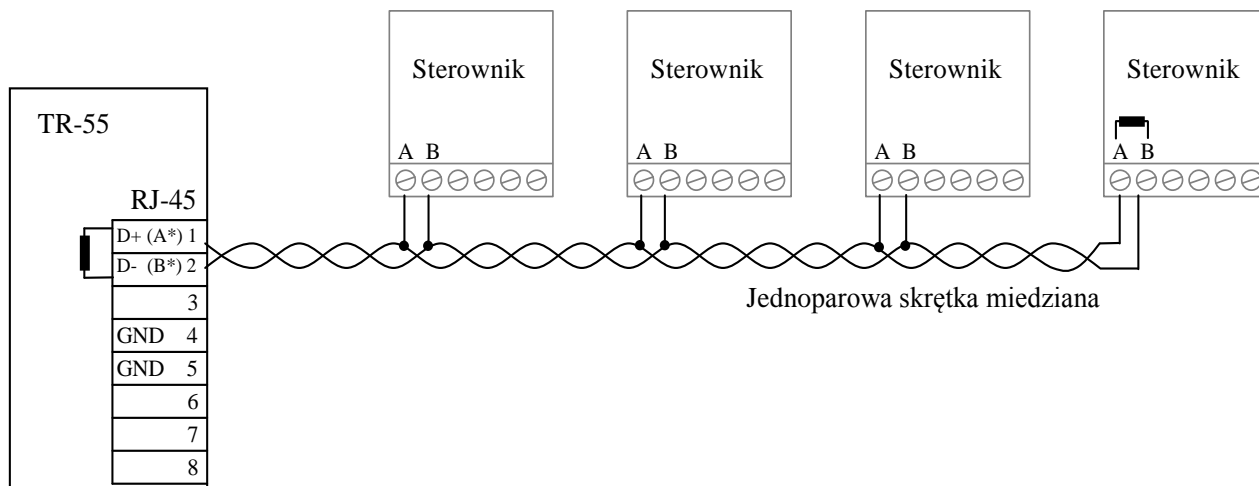 Sterownik Sterownik Sterownik Sterownik
TR-55
A B A B A B A B
RJ-45
D+ (A*) 1
D- (B*) 2
3
GND 4
GND 5
6
7
8
Jednoparowa skrętka miedziana